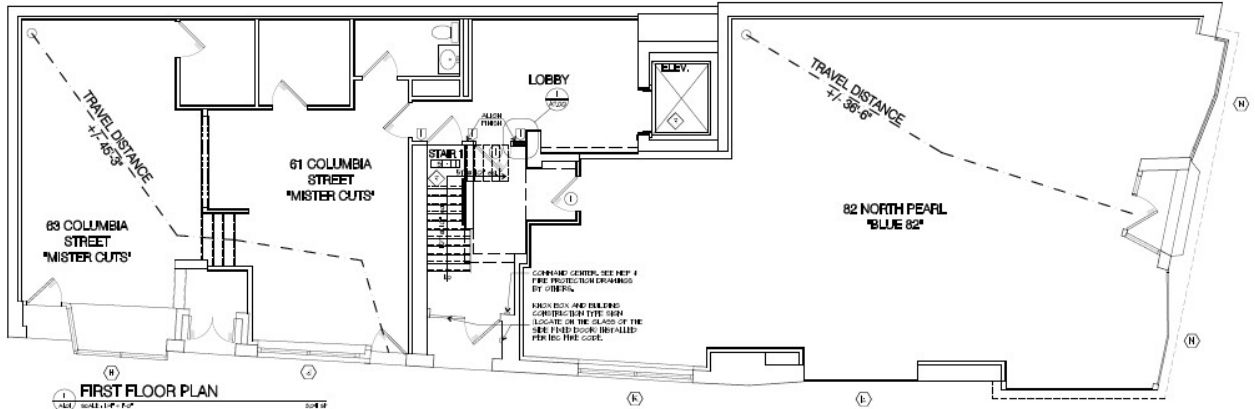 TRAVEL DISTANCE
+/- 45'-3"
63 COLUMBIA
STREET
"MISTER CUTS"
61 COLUMBIA
STREET
"MISTER CUTS"
LOBBY
ELEV.
ALIGN
FINISH
STAIR 1
TRAVEL DISTANCE
+/- 36'-6"
82 NORTH PEARL
"BLUE 82"
COMMAND CENTER, SEE MEP &
FIRE PROTECTION DRAWINGS
BY OTHERS.
KNOX BOX AND BUILDING
CONSTRUCTION TYPE SIGN
(LOCATE ON THE GLASS OF THE
SIDE FIXED DOOR) INSTALLED
PER IBC FIRE CODE.
1
FIRST FLOOR PLAN